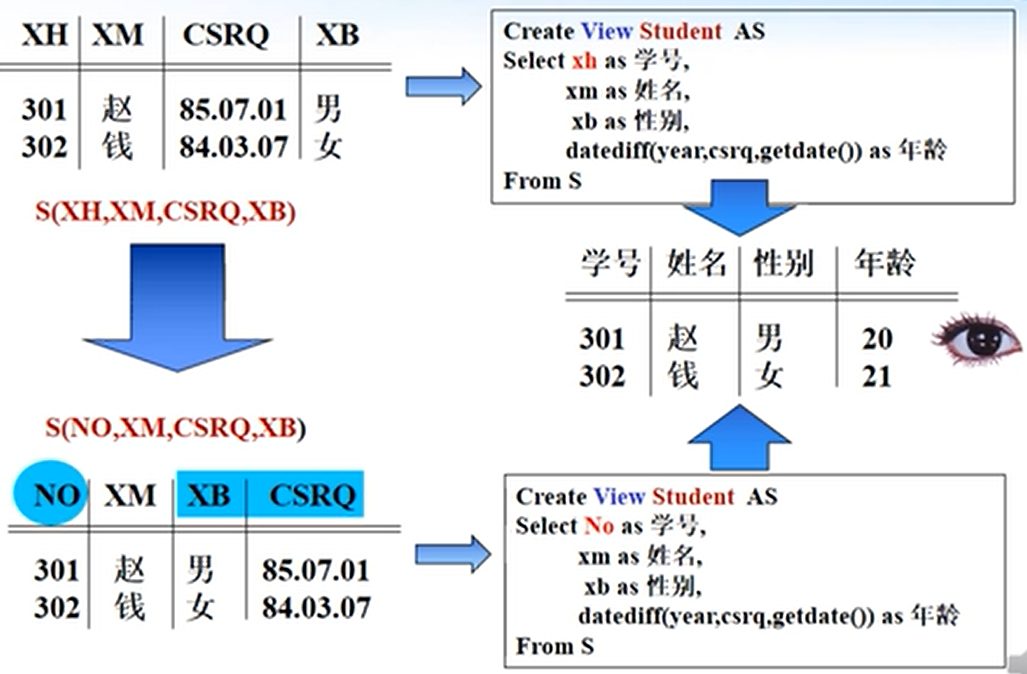 XH XM CSRQ XB
301 赵 85.07.01 男
302 钱 84.03.07 女
S(XH,XM,CSRQ,XB)
Create View Student AS
Select xh as 学号,
xm as 姓名,
xb as 性别,
datediff(year,csrq,getdate()) as 年龄
From S
学号 姓名 性别 年龄
301 赵 男 20
302 钱 女 21
S(NO,XM,CSRQ,XB)
NO XM XB CSRQ
301 赵 男 85.07.01
302 钱 女 84.03.07
Create View Student AS
Select No as 学号,
xm as 姓名,
xb as 性别,
datediff(year,csrq,getdate()) as 年龄
From S